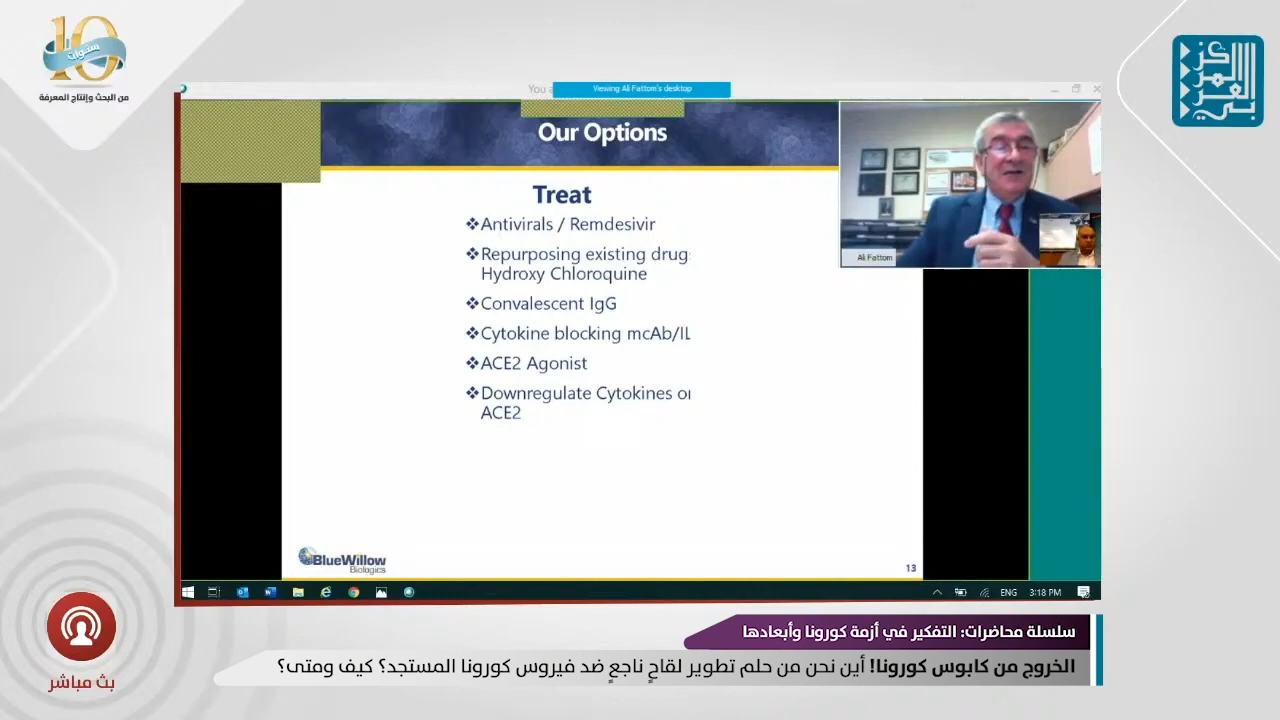 10
سنوات
من البحث وإنتاج المعرفة
المركز
العربي
You a
Viewing Ali Fattom's desktop
Our Options
Treat
❖Antivirals / Remdesivir
❖Repurposing existing drug
Hydroxy Chloroquine
❖Convalescent IgG
❖Cytokine blocking mcAb/IL
❖ACE2 Agonist
❖Downregulate Cytokines or
ACE2
Ali Fattom
BlueWillow
Biologics
13
ENG
3:18 PM
سلسلة محاضرات: التفكير في أزمة كورونا وأبعادها
الخروج من كابوس كورونا! أين نحن من حلم تطوير لقاحٍ ناجعٍ ضد فيروس كورونا المستجد؟ كيف ومتى؟
بث مباشر